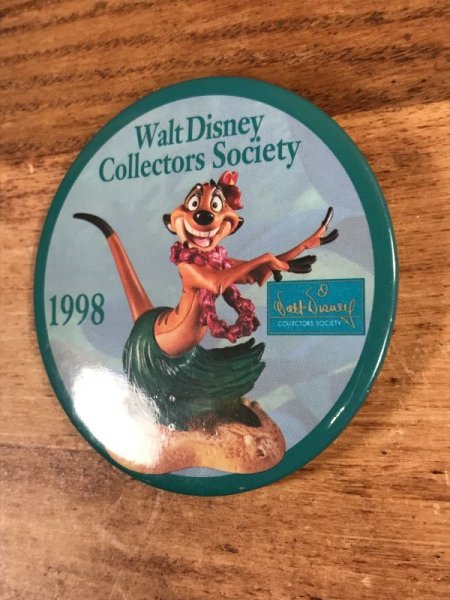 Walt Disney
Collectors Society
1998
Walt Disney
COLLECTORS SOCIETY